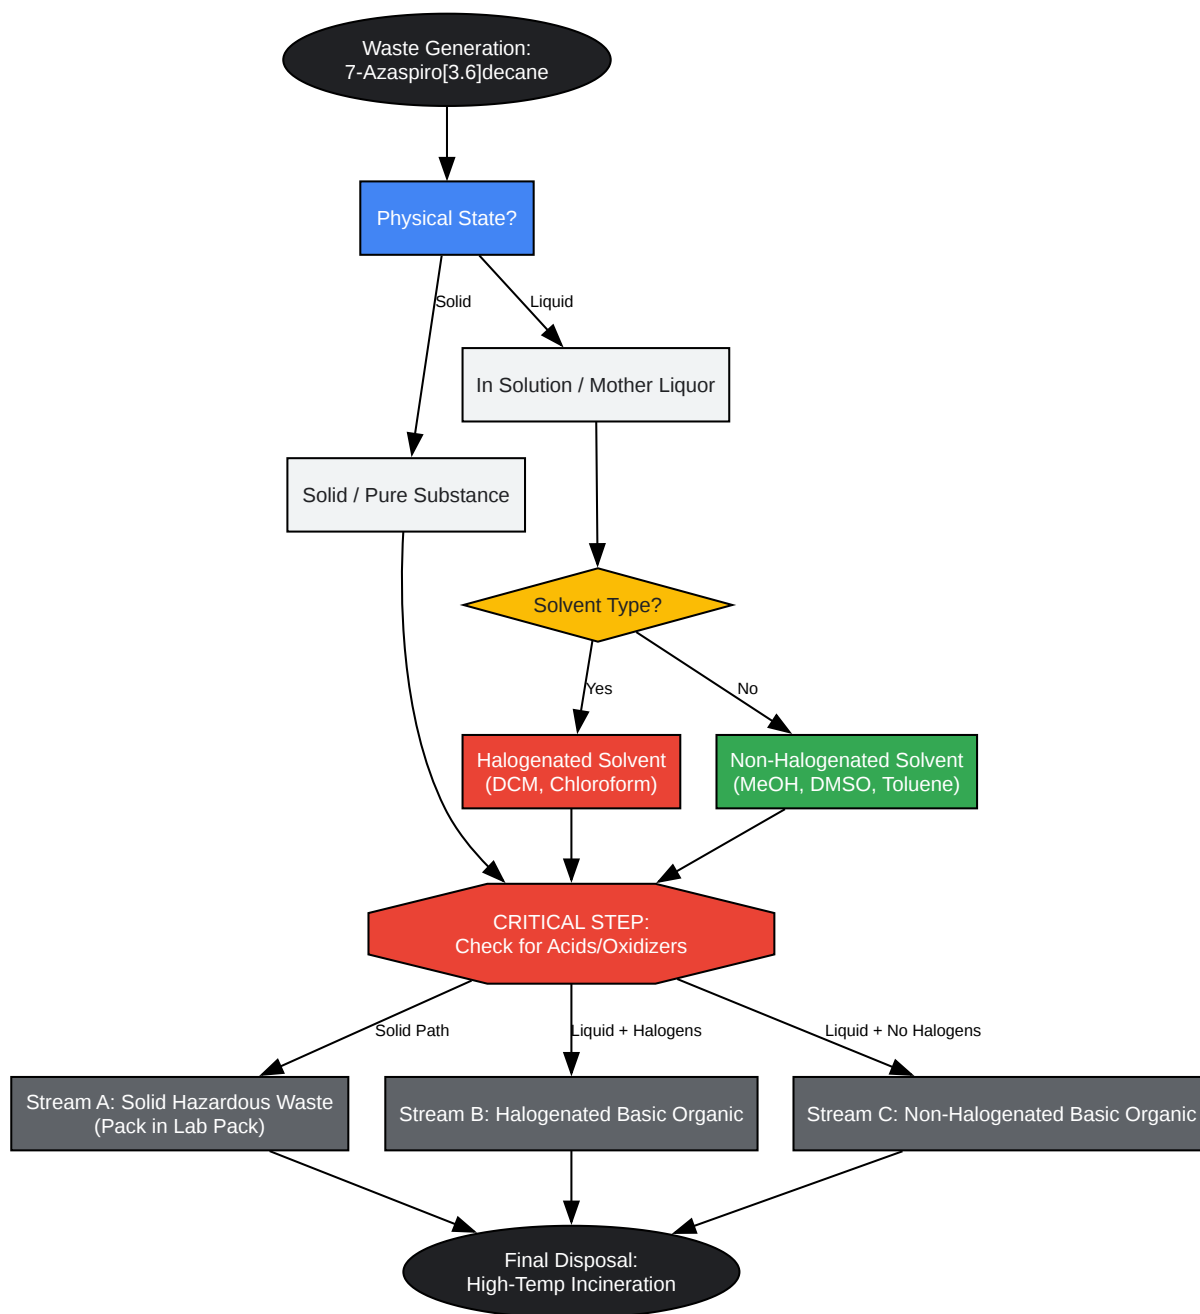 Waste Generation:
7-Azaspiro[3.6]decane
Physical State?
Solid
Liquid
In Solution / Mother Liquor
Solid / Pure Substance
Solvent Type?
Yes
No
Halogenated Solvent
(DCM, Chloroform)
Non-Halogenated Solvent
(MeOH, DMSO, Toluene)
CRITICAL STEP:
Check for Acids/Oxidizers
Solid Path
Liquid + Halogens
Liquid + No Halogens
Stream A: Solid Hazardous Waste
(Pack in Lab Pack)
Stream B: Halogenated Basic Organic
Stream C: Non-Halogenated Basic Organic
Final Disposal:
High-Temp Incineration